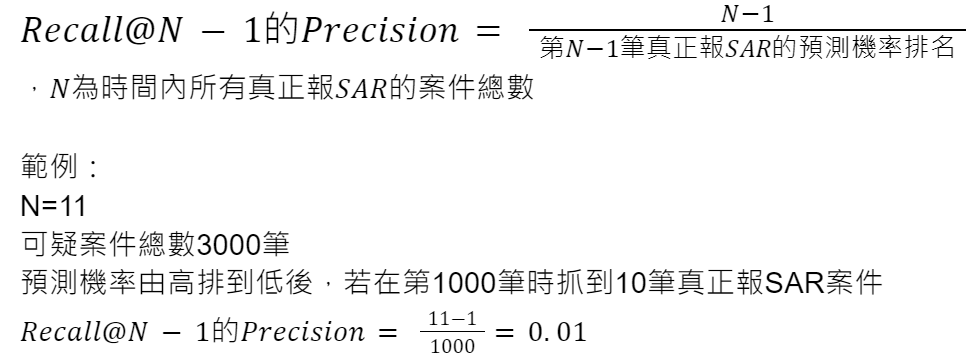 Recall@N − 1的Precision = N−1 / 第N−1筆真正報SAR的預測機率排名
，N為時間內所有真正報SAR的案件總數
範例：
N=11
可疑案件總數3000筆
預測機率由高排到低後，若在第1000筆時抓到10筆真正報SAR案件
Recall@N − 1的Precision = 11−1 / 1000 = 0.01